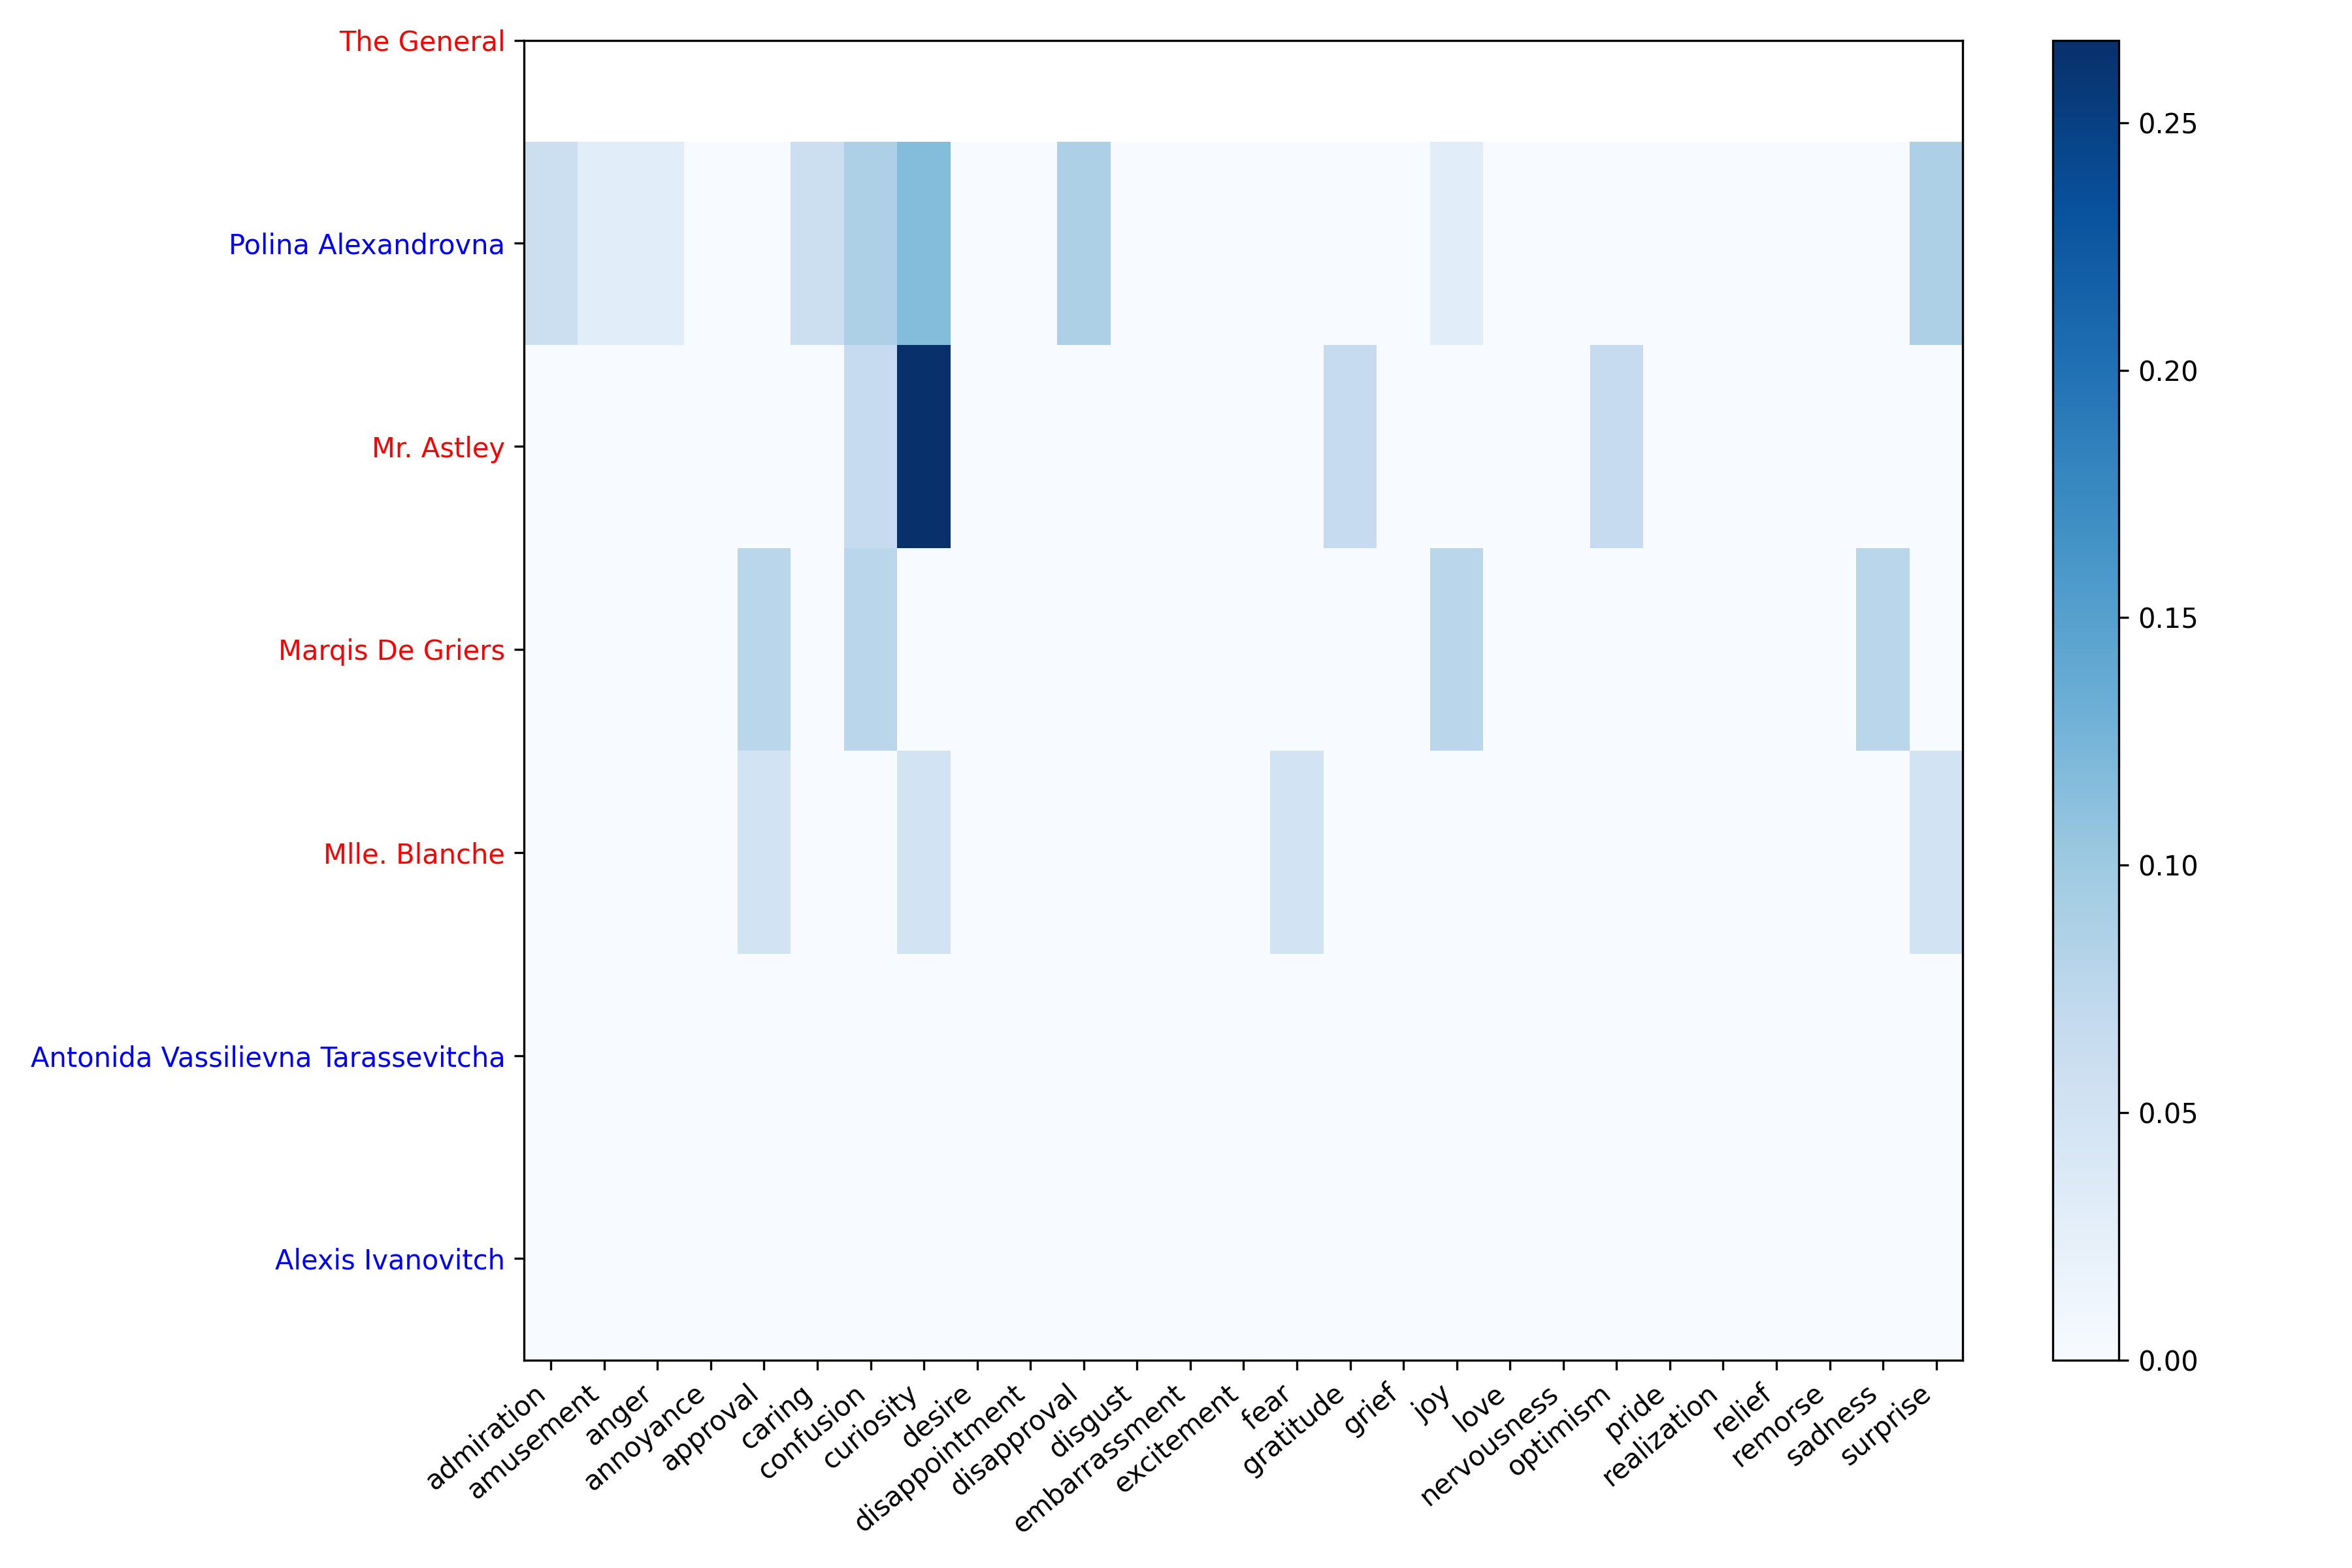 The General
Polina Alexandrovna
Mr. Astley
Marqis De Griers
Mlle. Blanche
Antonida Vassilievna Tarassevitcha
Alexis Ivanovitch
admiration
amusement
anger
annoyance
approval
caring
confusion
curiosity
desire
disappointment
disapproval
disgust
embarrassment
excitement
fear
gratitude
grief
joy
love
nervousness
optimism
pride
realization
relief
remorse
sadness
surprise
0.25
0.20
0.15
0.10
0.05
0.00